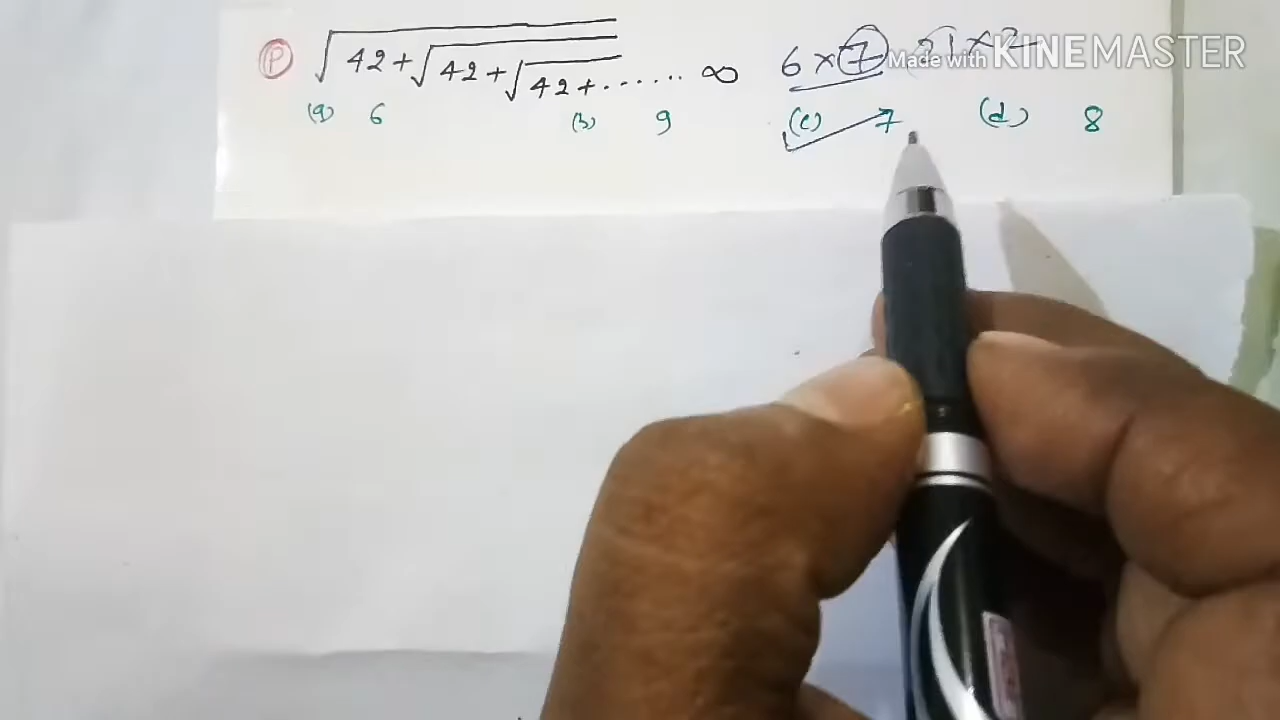 (P) √42+√42+√42+...... ∞ 6×7 21×2
Made with KINEMASTER
(a) 6 (b) 9 (c) 7 (d) 8